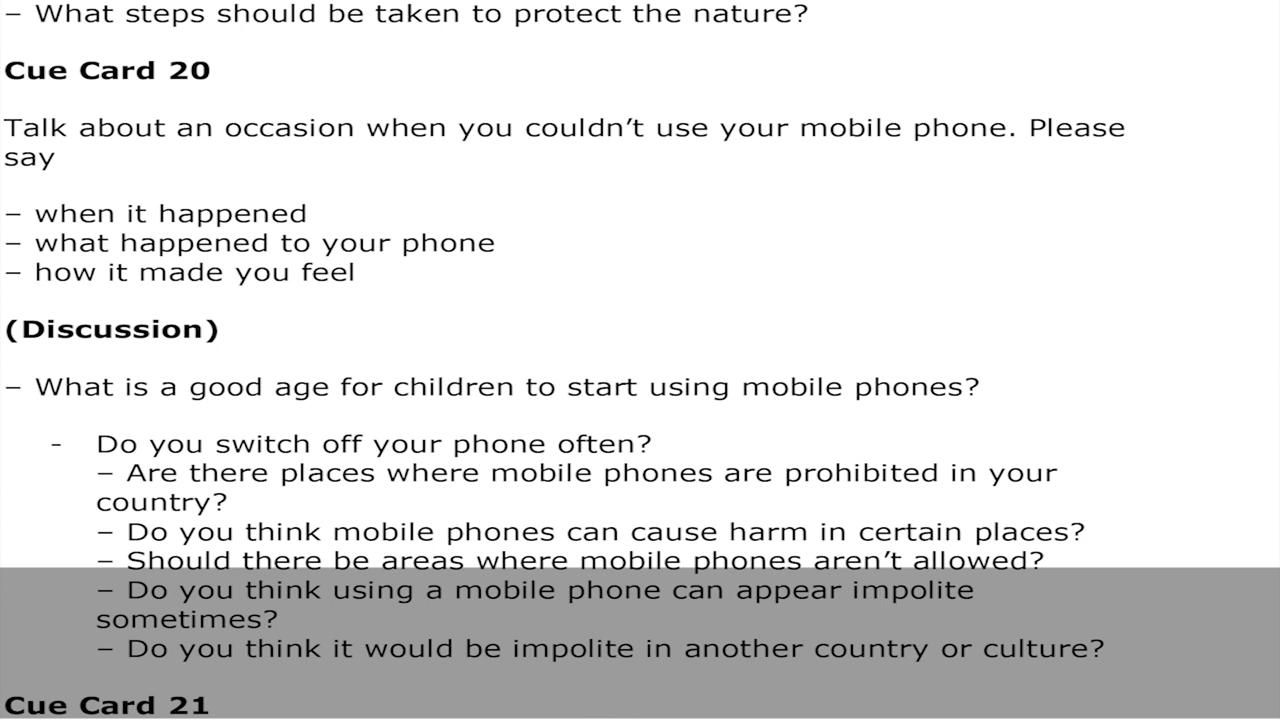 – What steps should be taken to protect the nature?
Cue Card 20
Talk about an occasion when you couldn’t use your mobile phone. Please
say
– when it happened
– what happened to your phone
– how it made you feel
(Discussion)
– What is a good age for children to start using mobile phones?
- Do you switch off your phone often?
– Are there places where mobile phones are prohibited in your
country?
– Do you think mobile phones can cause harm in certain places?
– Should there be areas where mobile phones aren’t allowed?
– Do you think using a mobile phone can appear impolite
sometimes?
– Do you think it would be impolite in another country or culture?
Cue Card 21